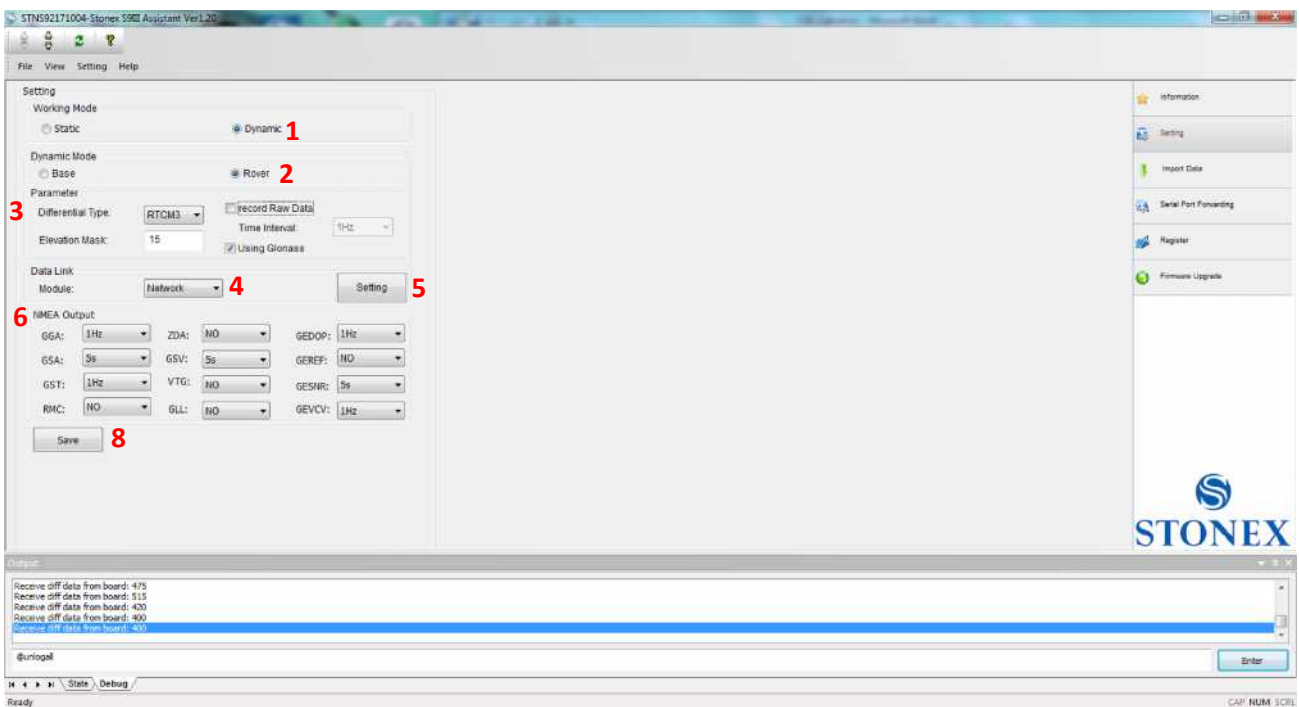 STNS92171004-Stonex S9III Assistant Ver1.20
File View Setting Help
Setting
Working Mode
Static Dynamic 1
Dynamic Mode
Base Rover 2
Parameter
3 Differential Type: RTCM3 record Raw Data
Time Interval: 1Hz
Elevation Mask: 15 Using Glonass
Data Link
Module: Network 4 Setting 5
6 NMEA Output
GGA: 1Hz ZDA: NO GEDOP: 1Hz
GSA: 5s GSV: 5s GEREF: NO
GST: 1Hz VTG: NO GESNR: 5s
RMC: NO GLL: NO GEVCV: 1Hz
Save 8
Information
Setting
Import Data
Serial Port Forwarding
Register
Firmware Upgrade
STONEX
Output
Receive diff data from board: 475
Receive diff data from board: 515
Receive diff data from board: 420
Receive diff data from board: 400
Receive diff data from board: 400
@uniogall
Enter
State Debug
Ready CAP NUM SCRL